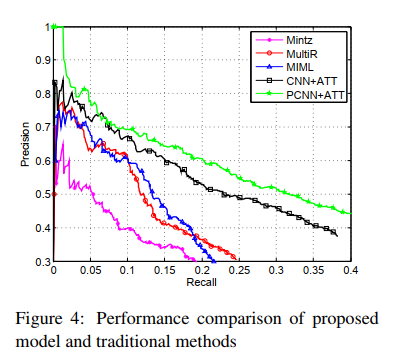 1
0.9
0.8
0.7
0.6
0.5
0.4
0.3
Precision
0 0.05 0.1 0.15 0.2 0.25 0.3 0.35 0.4
Recall
Mintz
MultiR
MIML
CNN+ATT
PCNN+ATT
Figure 4: Performance comparison of proposed
model and traditional methods